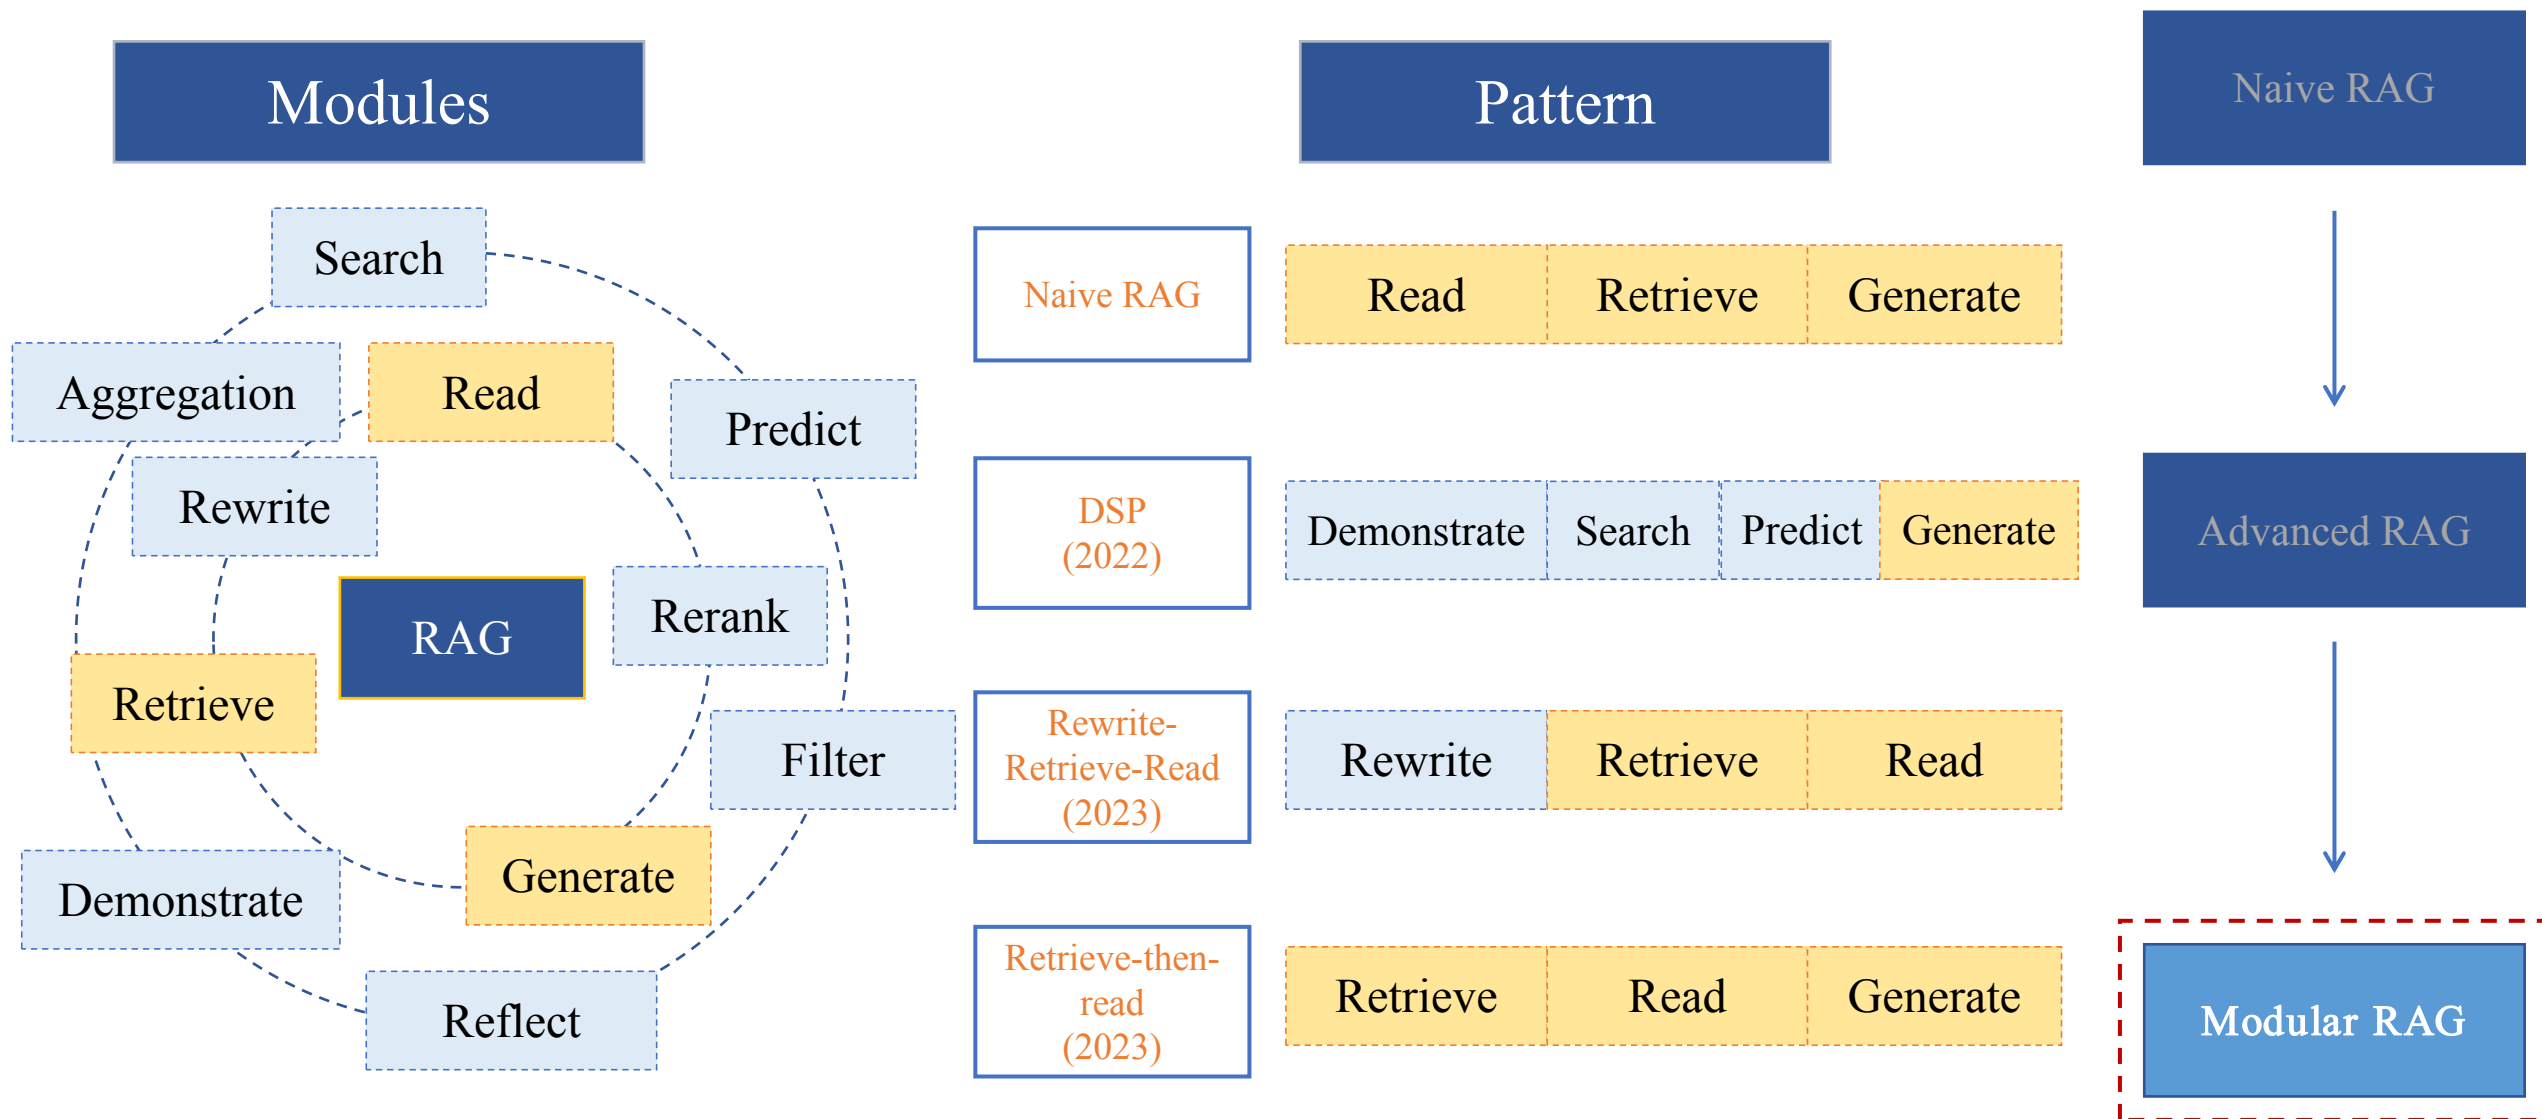 Modules
Search
Aggregation
Read
Predict
Rewrite
RAG
Rerank
Retrieve
Filter
Generate
Demonstrate
Reflect
Pattern
Naive RAG
Read
Retrieve
Generate
DSP
(2022)
Demonstrate
Search
Predict
Generate
Rewrite-
Retrieve-Read
(2023)
Rewrite
Retrieve
Read
Retrieve-then-
read
(2023)
Retrieve
Read
Generate
Naive RAG
Advanced RAG
Modular RAG